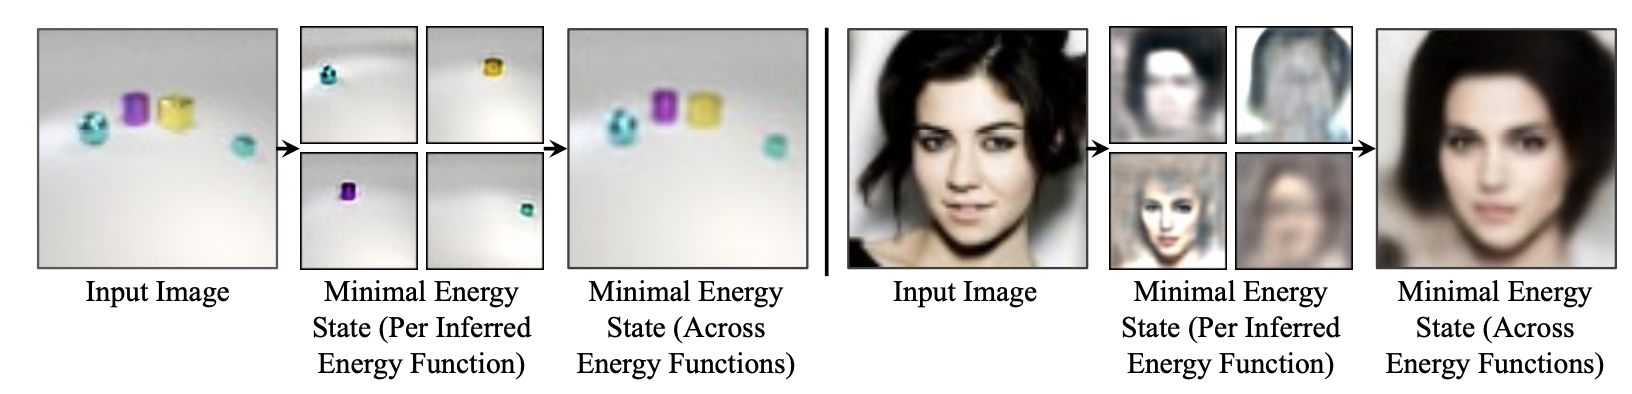 Input Image
Minimal Energy
State (Per Inferred
Energy Function)
Minimal Energy
State (Across
Energy Functions)
Input Image
Minimal Energy
State (Per Inferred
Energy Function)
Minimal Energy
State (Across
Energy Functions)